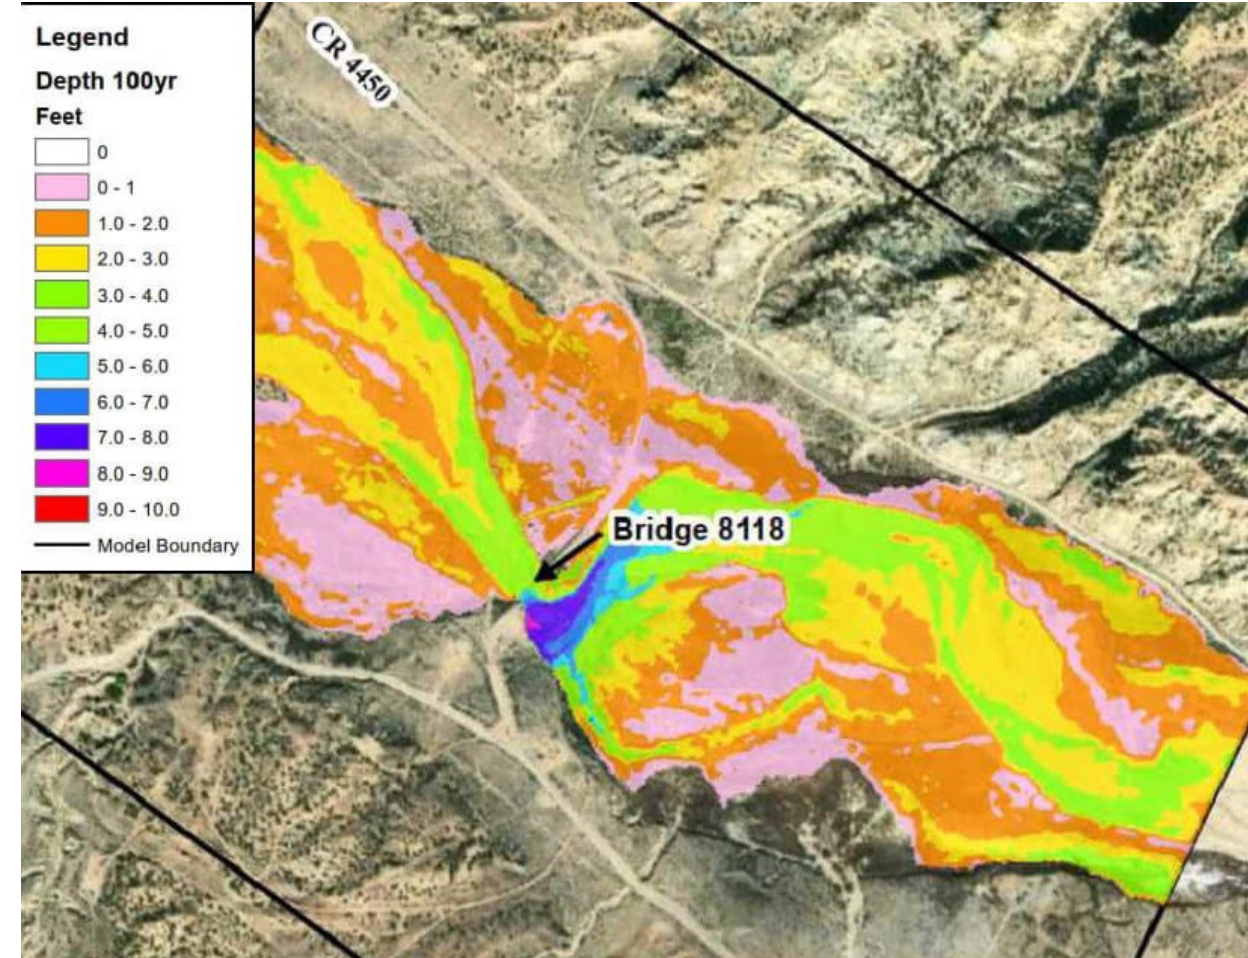 Legend
Depth 100yr
Feet
0
0 - 1
1.0 - 2.0
2.0 - 3.0
3.0 - 4.0
4.0 - 5.0
5.0 - 6.0
6.0 - 7.0
7.0 - 8.0
8.0 - 9.0
9.0 - 10.0
Model Boundary
CR 4450
Bridge 8118